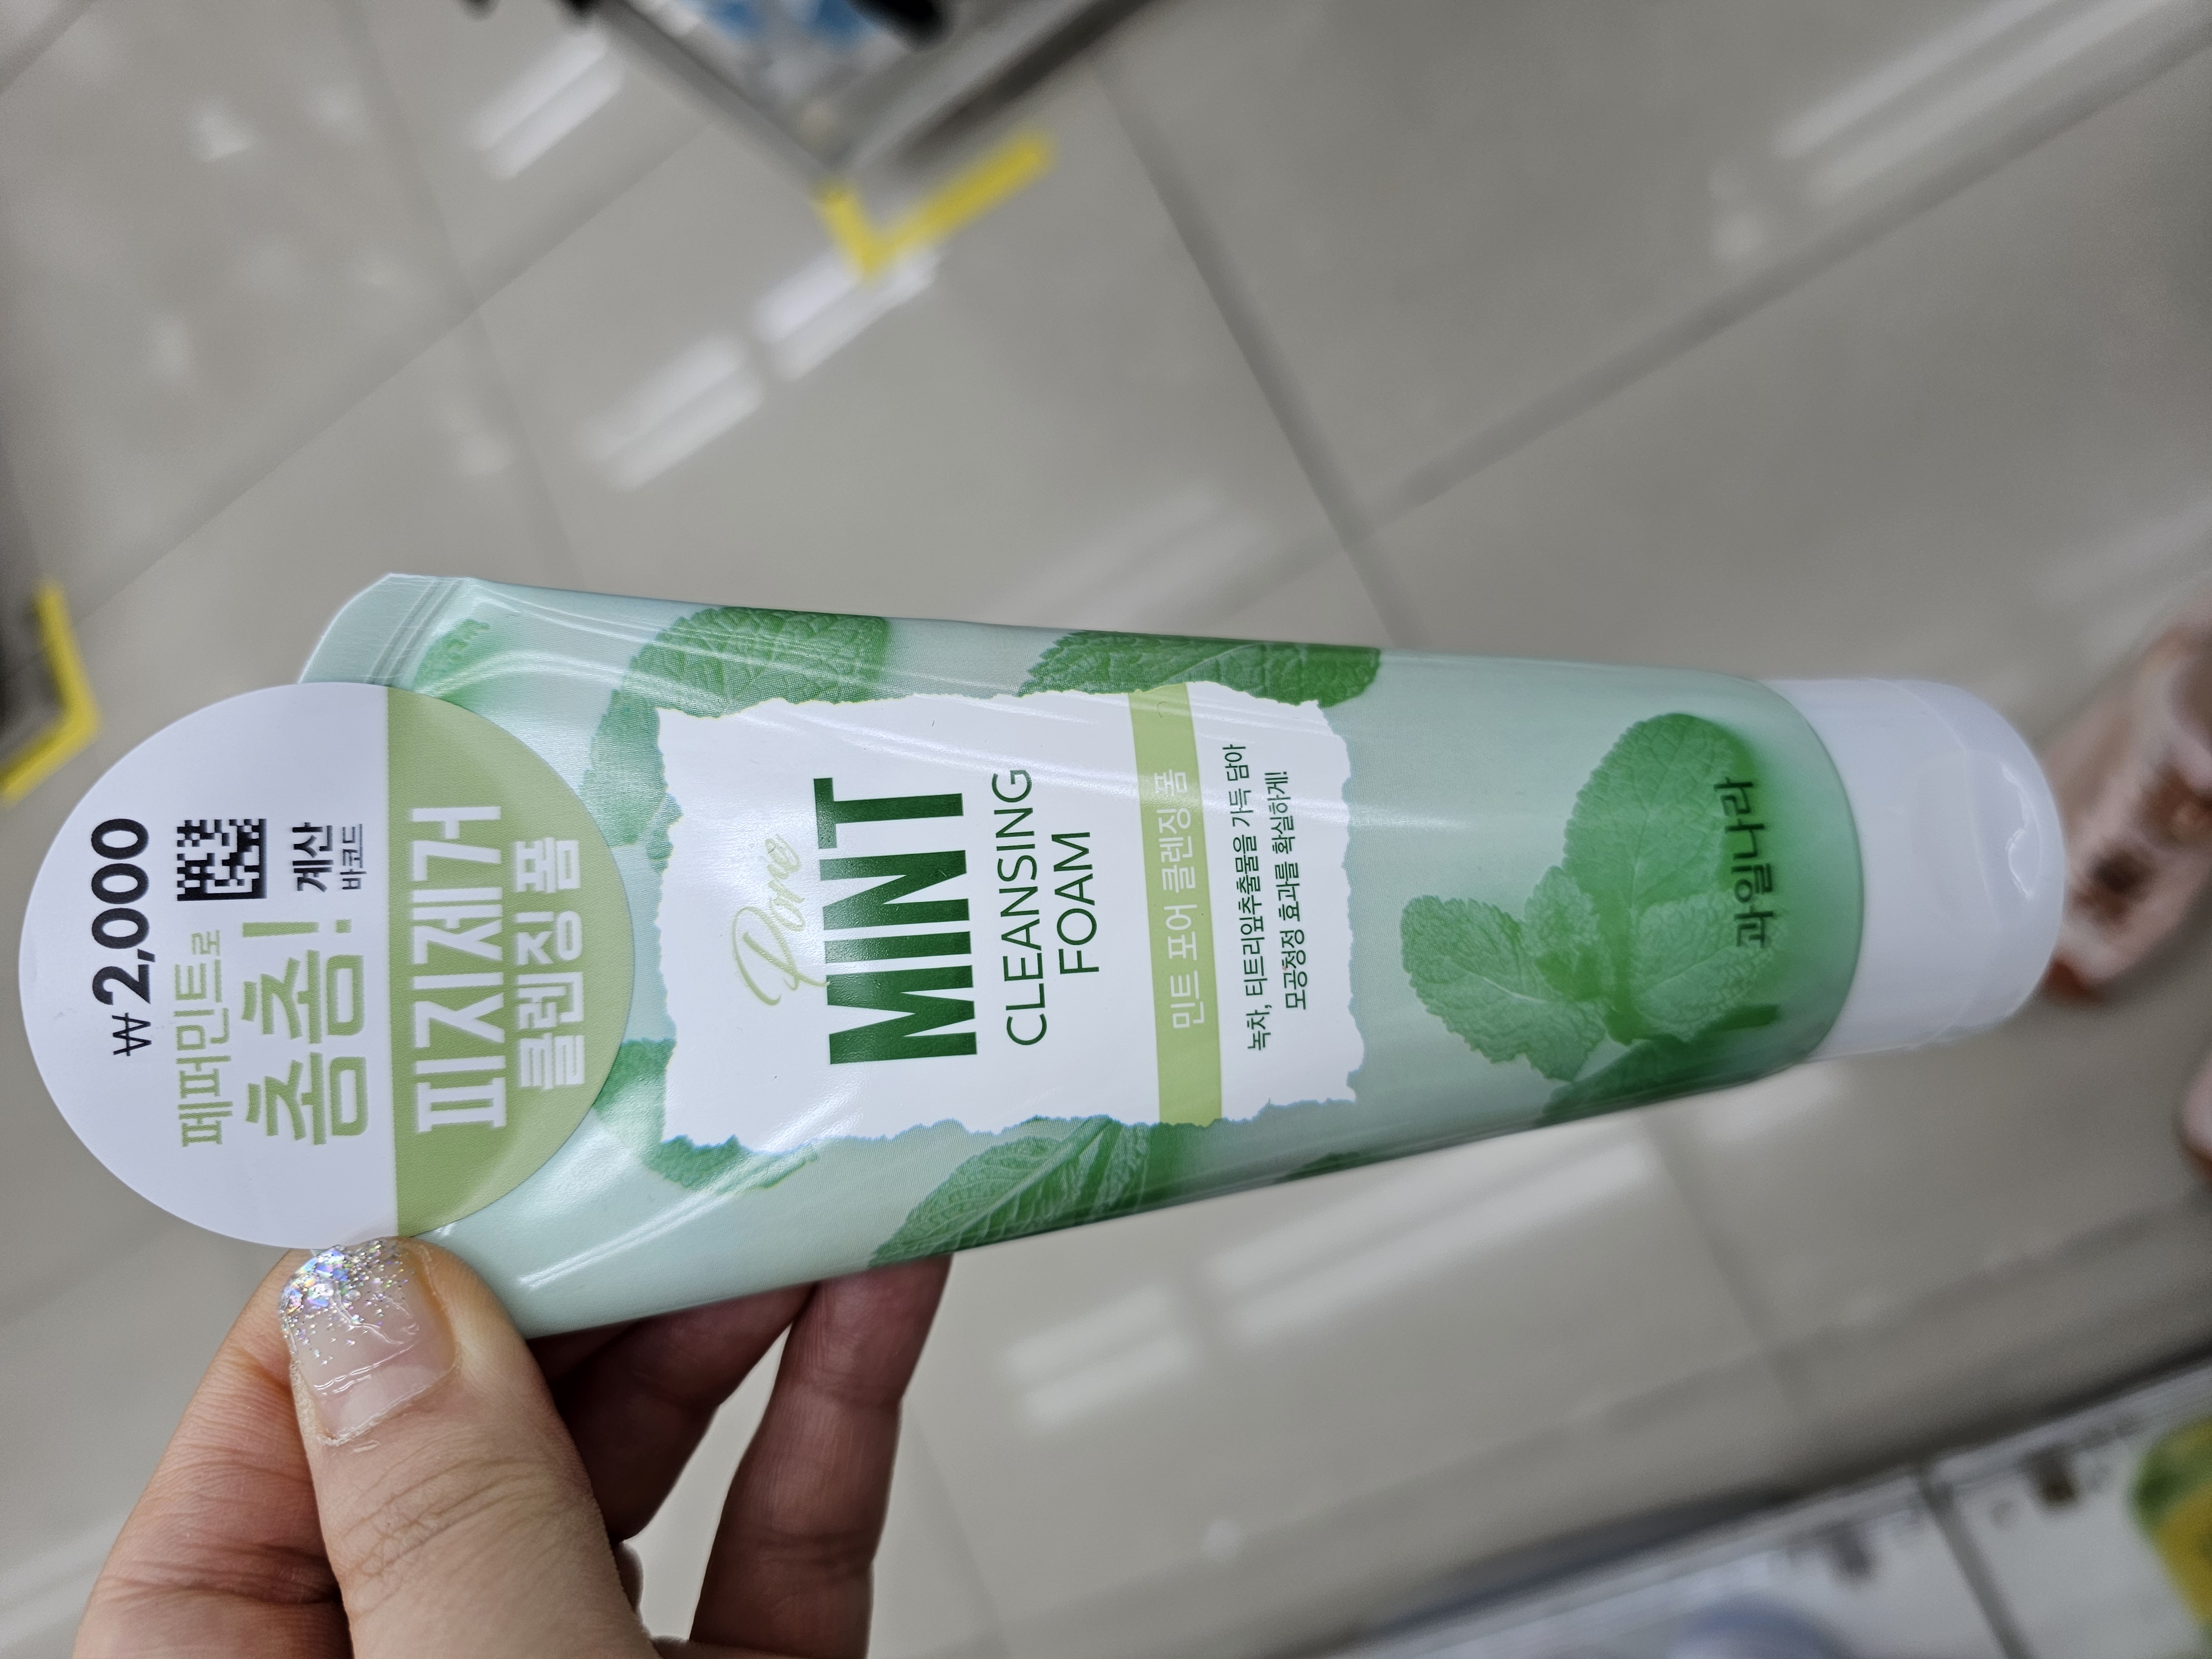 ₩2,000
페퍼민트로
촘촘!
계산
바코드
피지제거
클렌징 폼
Pore
MINT
CLEANSING
FOAM
민트 포어 클렌징 폼
녹차, 티트리잎추출물을 가득 담아
모공청정 효과를 확실하게!
과일나라